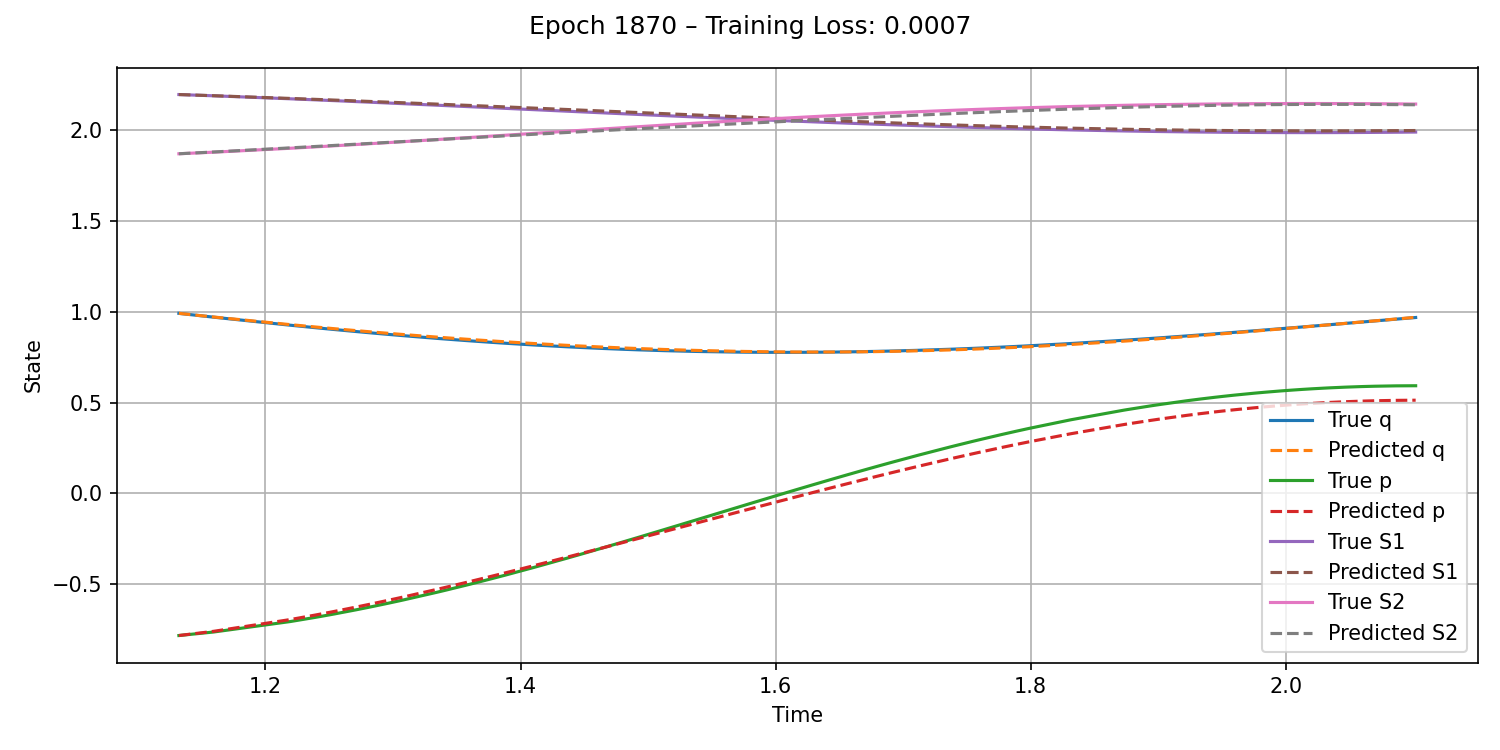 Epoch 1870 – Training Loss: 0.0007
State
2.0
1.5
1.0
0.5
0.0
−0.5
1.2
1.4
1.6
1.8
2.0
Time
True q
Predicted q
True p
Predicted p
True S1
Predicted S1
True S2
Predicted S2